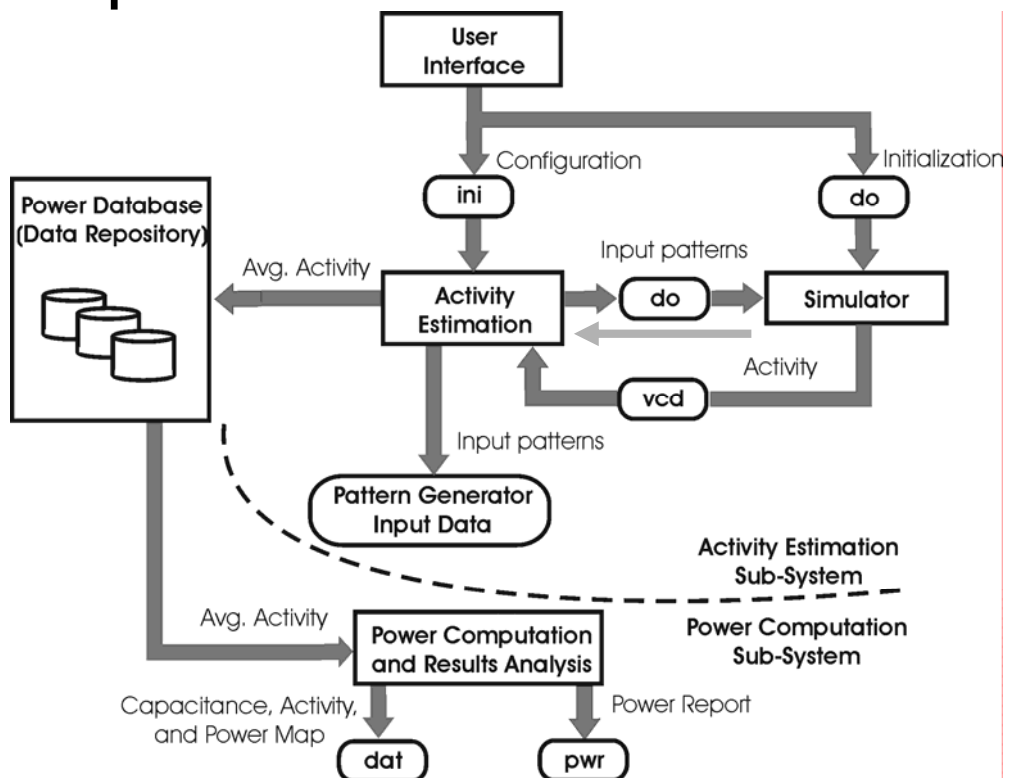 User
Interface
Configuration
Initialization
ini
do
Power Database
(Data Repository)
Avg. Activity
Input patterns
Activity
Estimation
do
Simulator
Activity
vcd
Input patterns
Pattern Generator
Input Data
Activity Estimation
Sub-System
Power Computation
Sub-System
Avg. Activity
Power Computation
and Results Analysis
Capacitance, Activity,
and Power Map
Power Report
dat
pwr